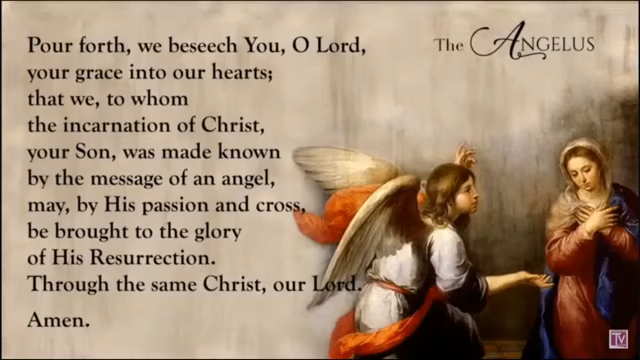 The ANGELUS
Pour forth, we beseech You, O Lord,
your grace into our hearts;
that we, to whom
the incarnation of Christ,
your Son, was made known
by the message of an angel,
may, by His passion and cross,
be brought to the glory
of His Resurrection.
Through the same Christ, our Lord.
Amen.
TV